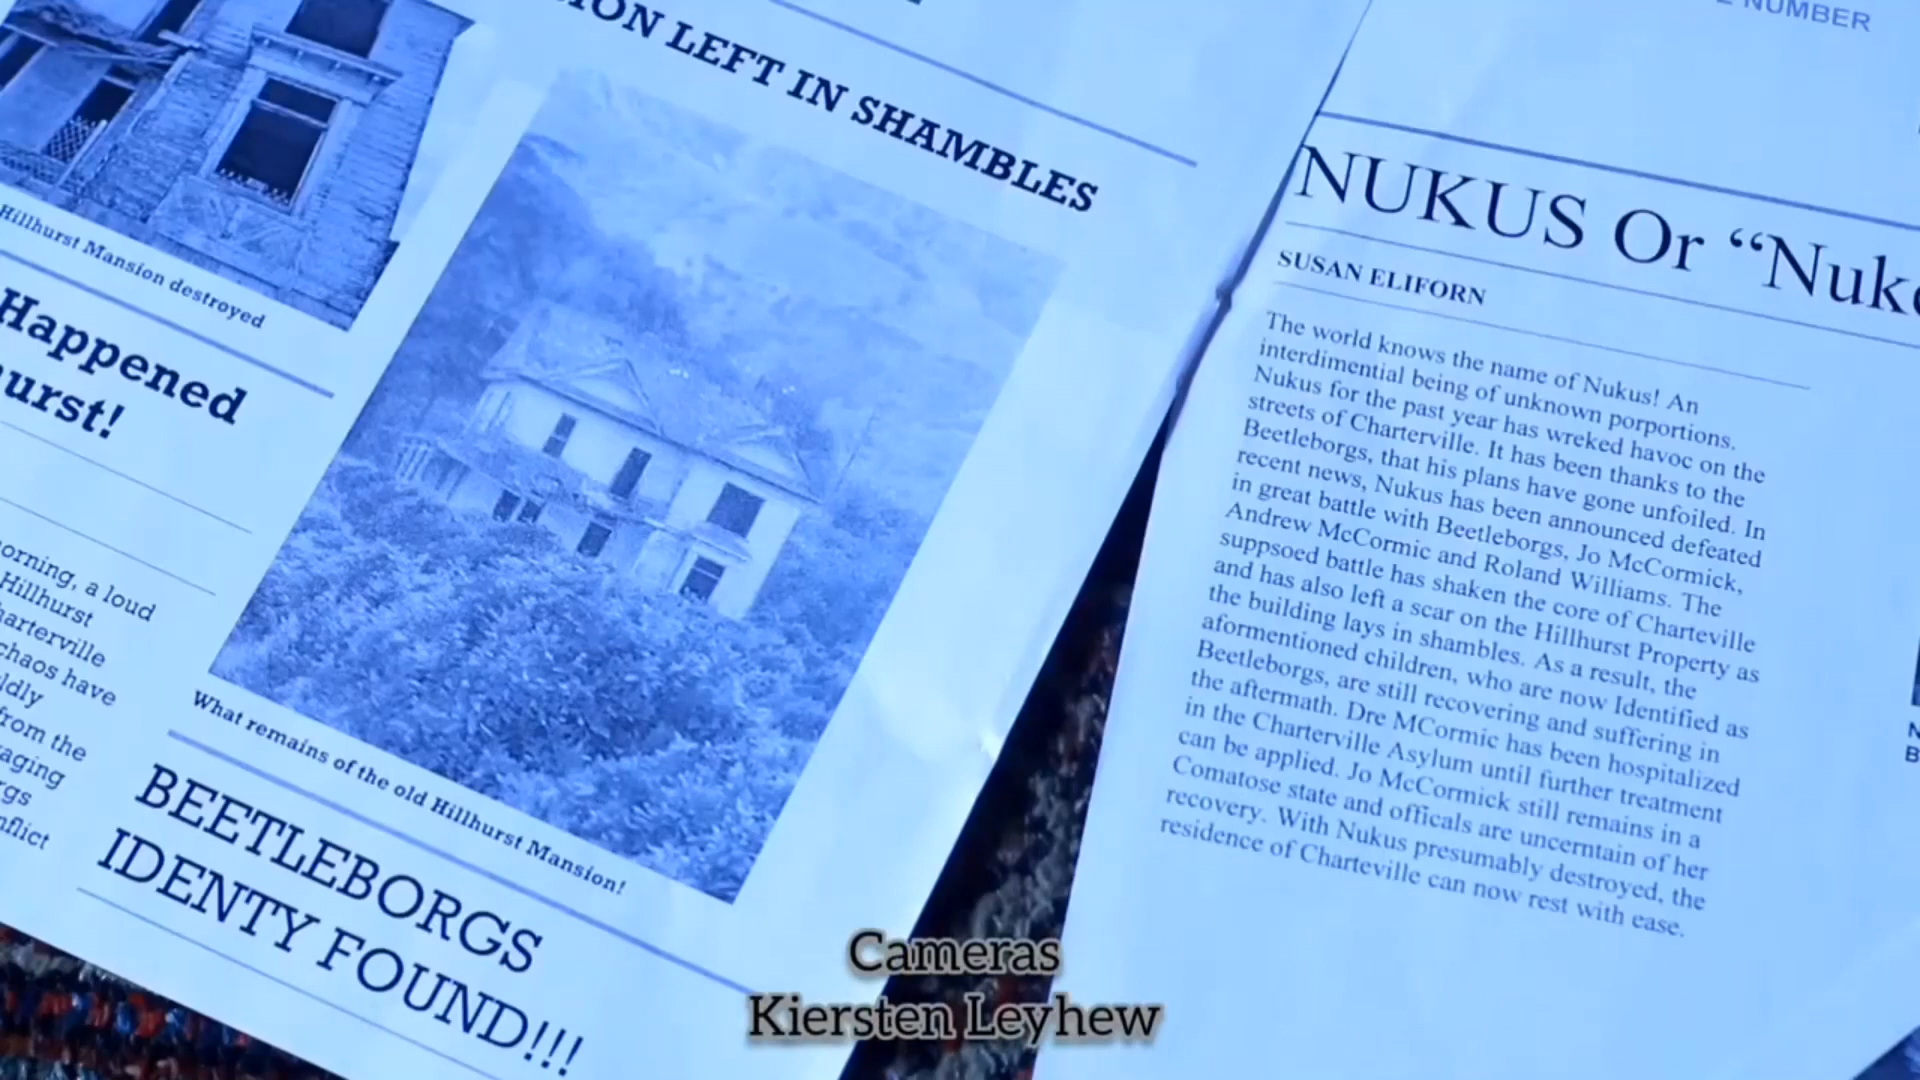 ION LEFT IN SHAMBLES
Hillhurst Mansion destroyed
Happened
urst!
orning, a loud
Hillhurst
harterville
chaos have
ldly
from the
aging
rgs
nflict
What remains of the old Hillhurst Mansion!
BEETLEBORGS
IDENTY FOUND!!!
NUMBER
NUKUS Or “Nuk
SUSAN ELIFORN
The world knows the name of Nukus! An
interdimential being of unknown porportions.
Nukus for the past year has wreked havoc on the
streets of Charterville. It has been thanks to the
Beetleborgs, that his plans have gone unfoiled. In
recent news, Nukus has been announced defeated
in great battle with Beetleborgs, Jo McCormick,
Andrew McCormic and Roland Williams. The
suppsoed battle has shaken the core of Charteville
and has also left a scar on the Hillhurst Property as
the building lays in shambles. As a result, the
aformentioned children, who are now Identified as
Beetleborgs, are still recovering and suffering in
the aftermath. Dre MCormic has been hospitalized
in the Charterville Asylum until further treatment
can be applied. Jo McCormick still remains in a
Comatose state and officals are uncerntain of her
recovery. With Nukus presumably destroyed, the
residence of Charteville can now rest with ease.
N
B
Cameras
Kiersten Leyhew